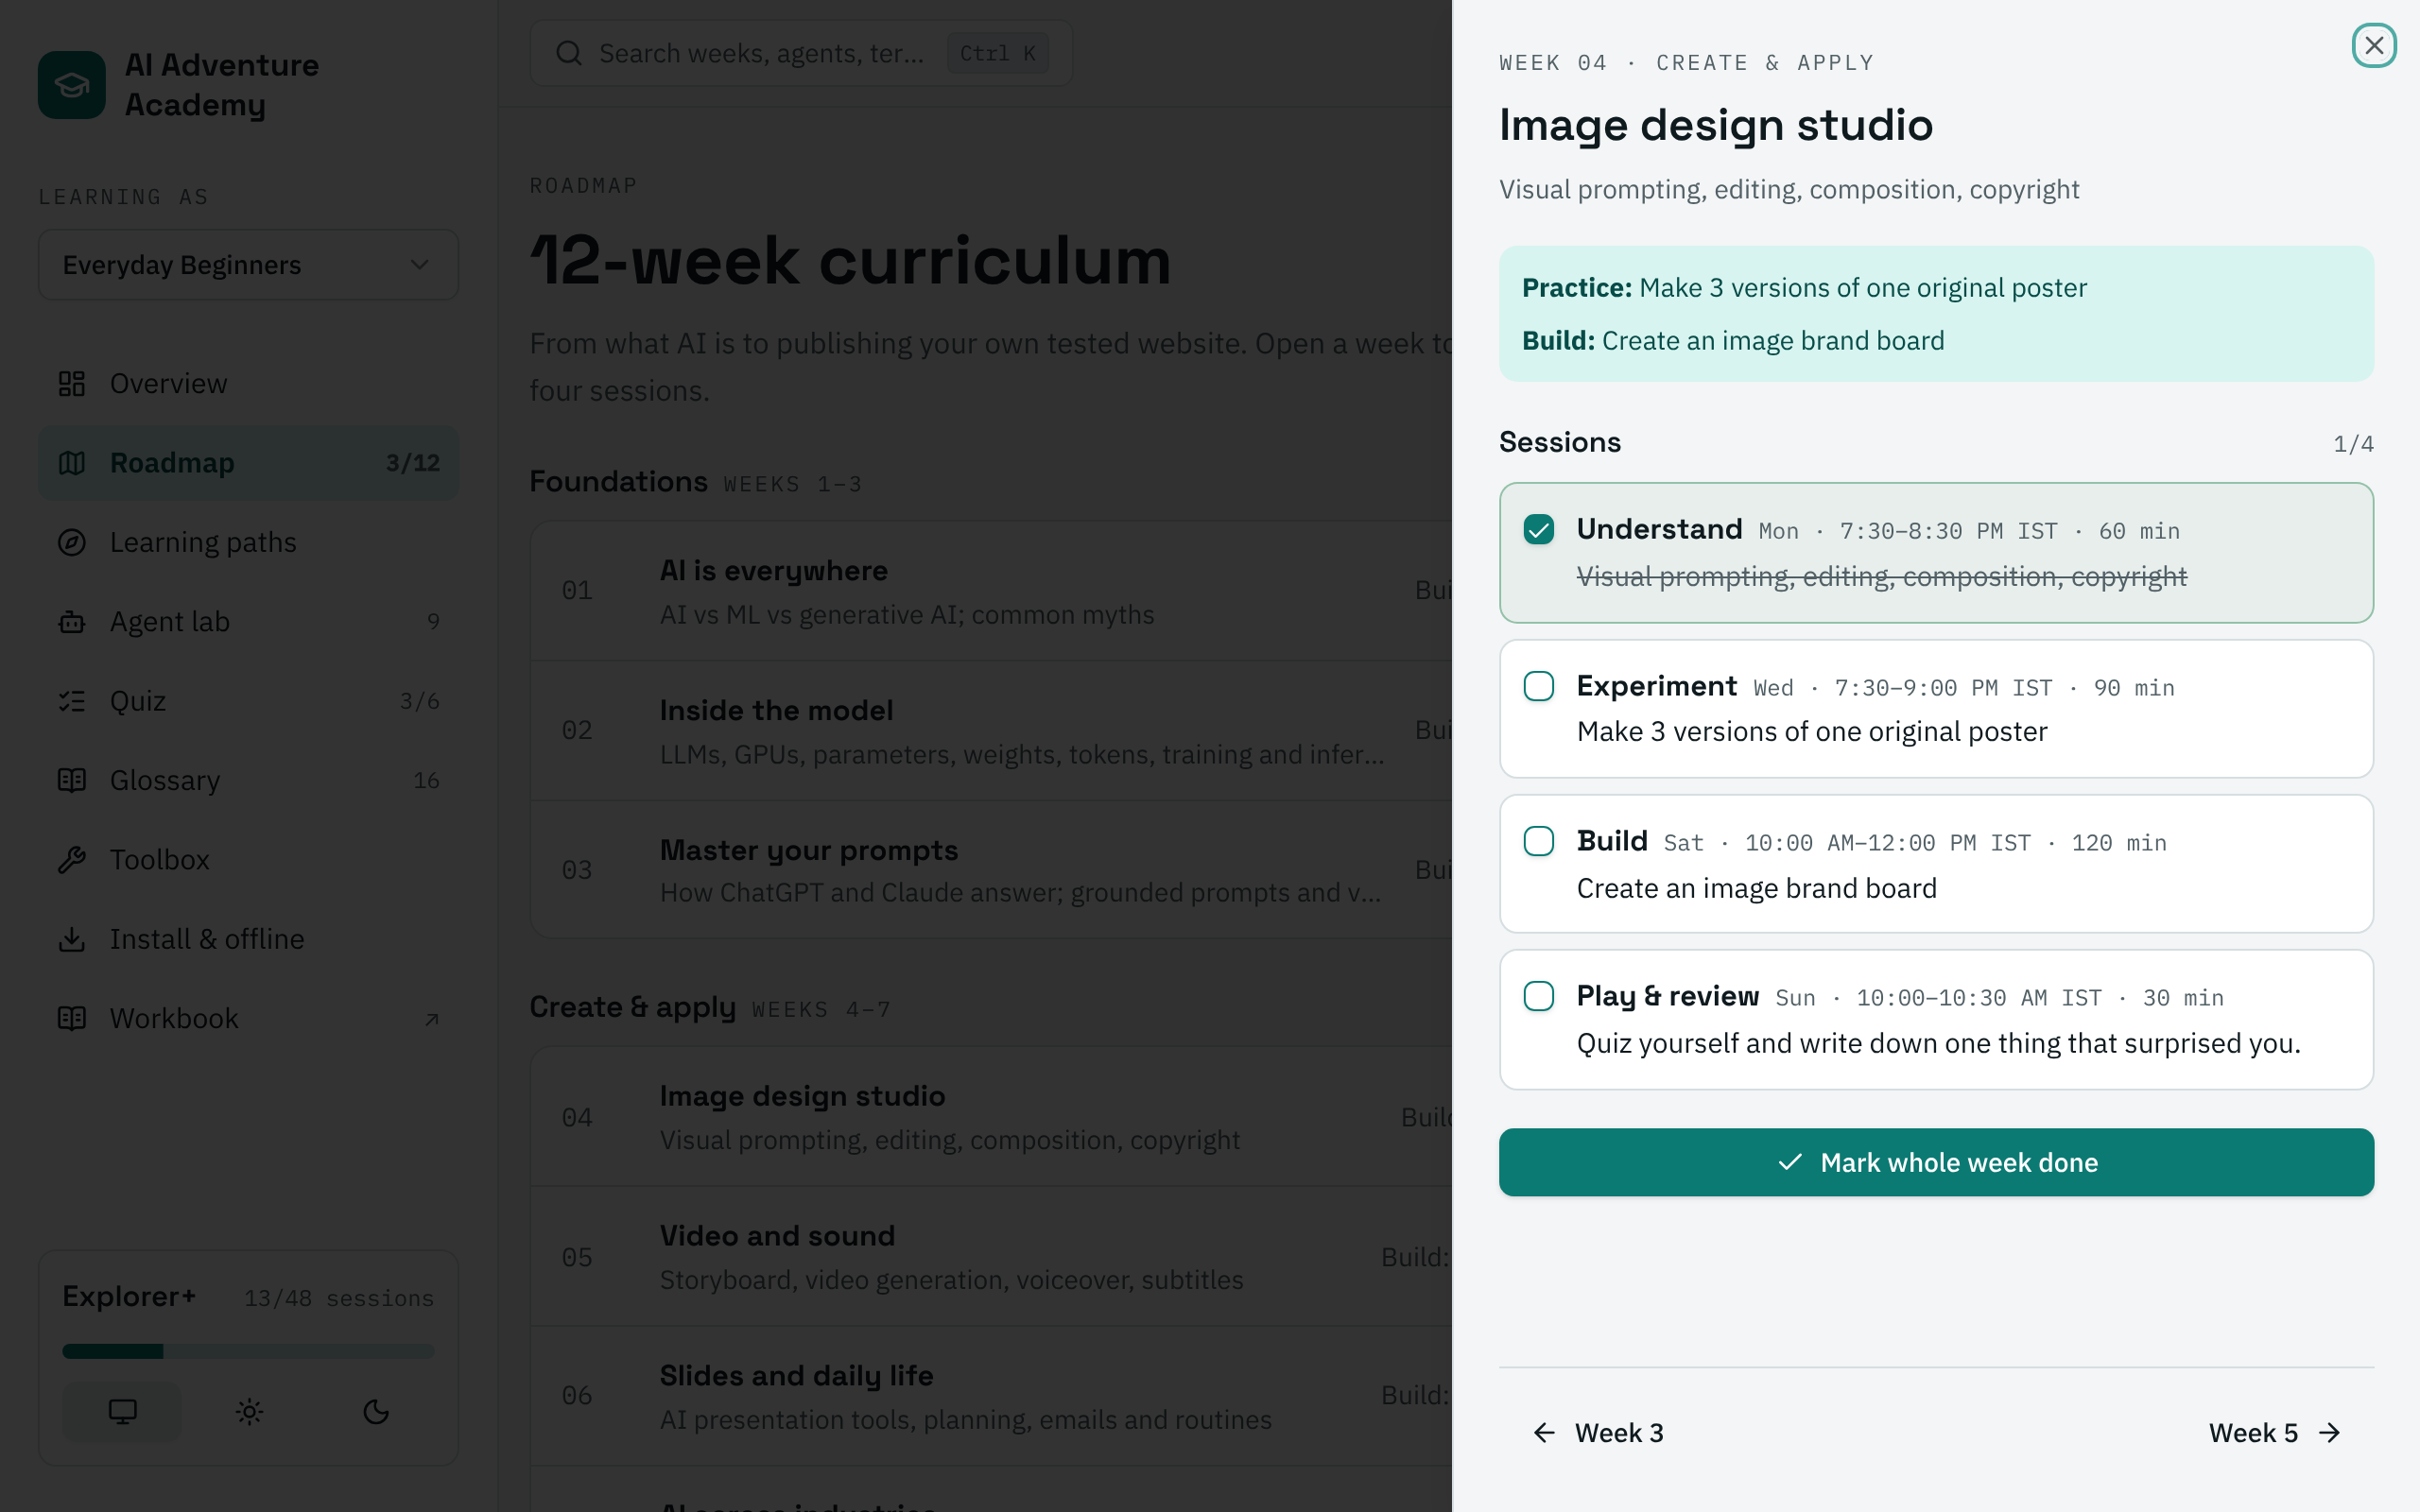 AI Adventure
Academy
LEARNING AS
Everyday Beginners
Overview
Roadmap 3/12
Learning paths
Agent lab 9
Quiz 3/6
Glossary 16
Toolbox
Install & offline
Workbook
Explorer+ 13/48 sessions
Search weeks, agents, ter... Ctrl K
ROADMAP
12-week curriculum
From what AI is to publishing your own tested website. Open a week to
four sessions.
Foundations WEEKS 1–3
01 AI is everywhere
AI vs ML vs generative AI; common myths
02 Inside the model
LLMs, GPUs, parameters, weights, tokens, training and infer...
03 Master your prompts
How ChatGPT and Claude answer; grounded prompts and v...
Create & apply WEEKS 4–7
04 Image design studio
Visual prompting, editing, composition, copyright
05 Video and sound
Storyboard, video generation, voiceover, subtitles
Build:
06 Slides and daily life
AI presentation tools, planning, emails and routines
Build:
AI across industries
WEEK 04 · CREATE & APPLY
Image design studio
Visual prompting, editing, composition, copyright
Practice: Make 3 versions of one original poster
Build: Create an image brand board
Sessions 1/4
Understand Mon · 7:30–8:30 PM IST · 60 min
Visual prompting, editing, composition, copyright
Experiment Wed · 7:30–9:00 PM IST · 90 min
Make 3 versions of one original poster
Build Sat · 10:00 AM–12:00 PM IST · 120 min
Create an image brand board
Play & review Sun · 10:00–10:30 AM IST · 30 min
Quiz yourself and write down one thing that surprised you.
Mark whole week done
Week 3
Week 5